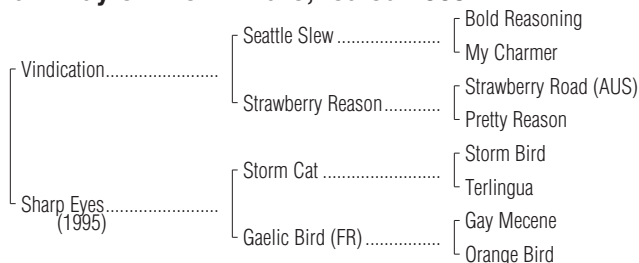 Bold Reasoning
Seattle Slew
My Charmer
Vindication
Strawberry Road (AUS)
Strawberry Reason
Pretty Reason
Storm Bird
Storm Cat
Terlingua
Sharp Eyes
(1995)
Gay Mecene
Gaelic Bird (FR)
Orange Bird